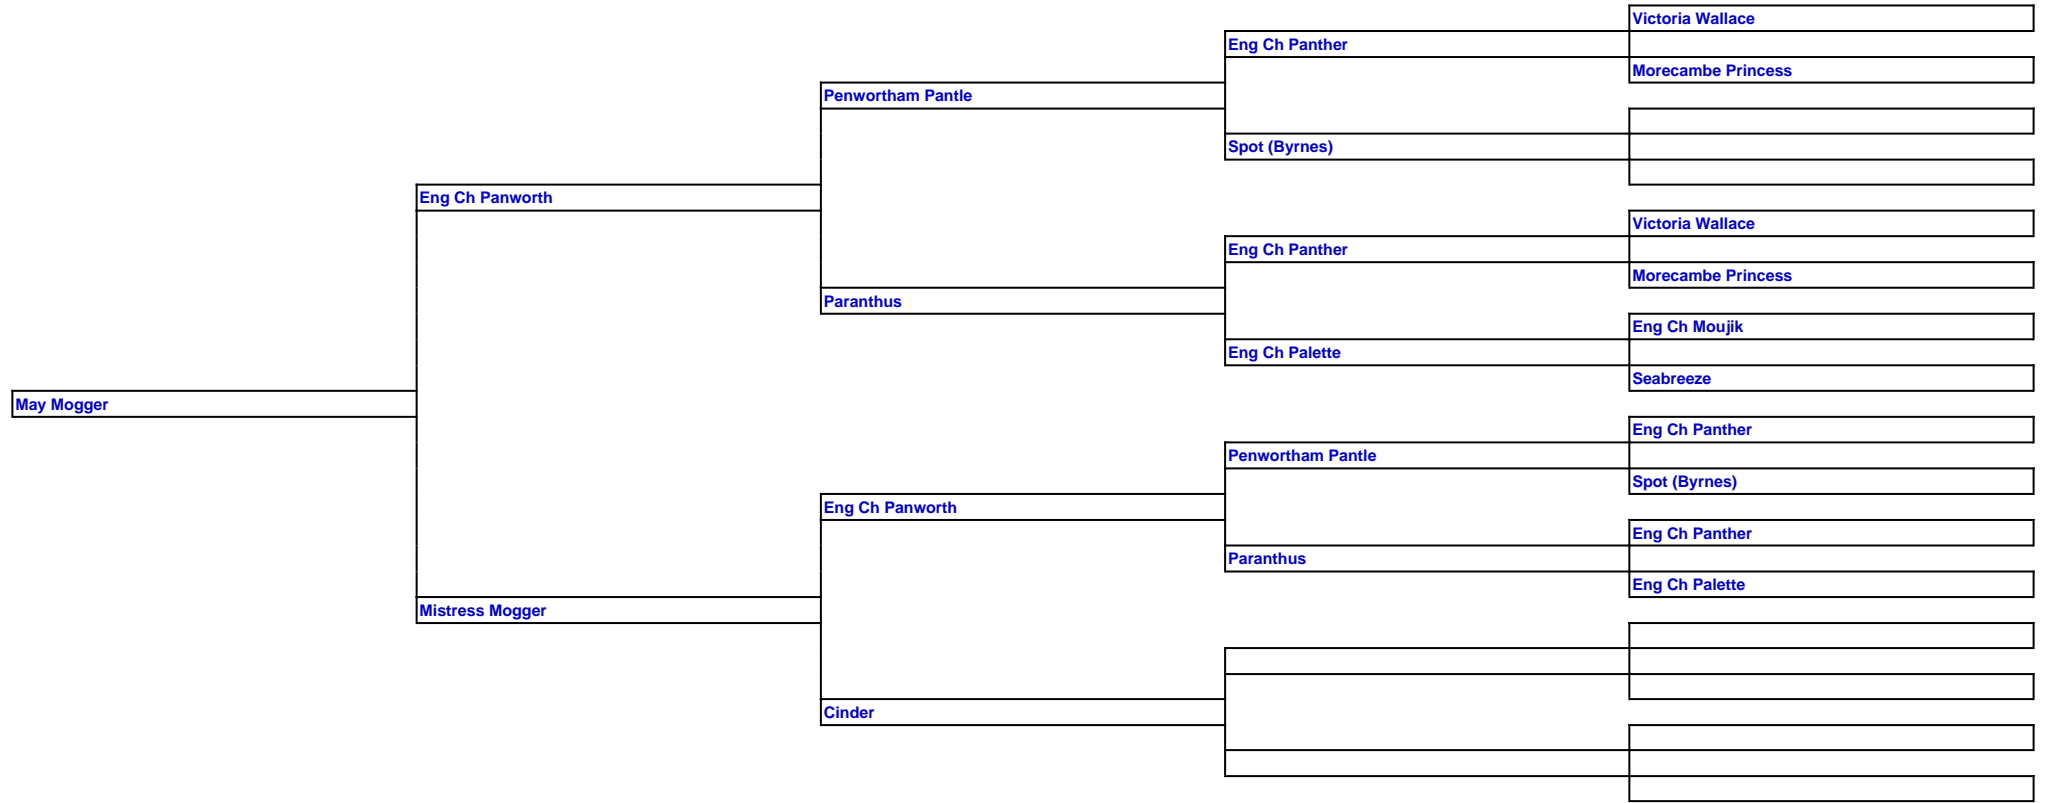 Victoria Wallace
Eng Ch Panther
Morecambe Princess
Penwortham Pantle
Spot (Byrnes)
Eng Ch Panworth
Victoria Wallace
Eng Ch Panther
Morecambe Princess
Paranthus
Eng Ch Moujik
Eng Ch Palette
Seabreeze
May Mogger
Eng Ch Panther
Penwortham Pantle
Spot (Byrnes)
Eng Ch Panworth
Eng Ch Panther
Paranthus
Eng Ch Palette
Mistress Mogger
Cinder